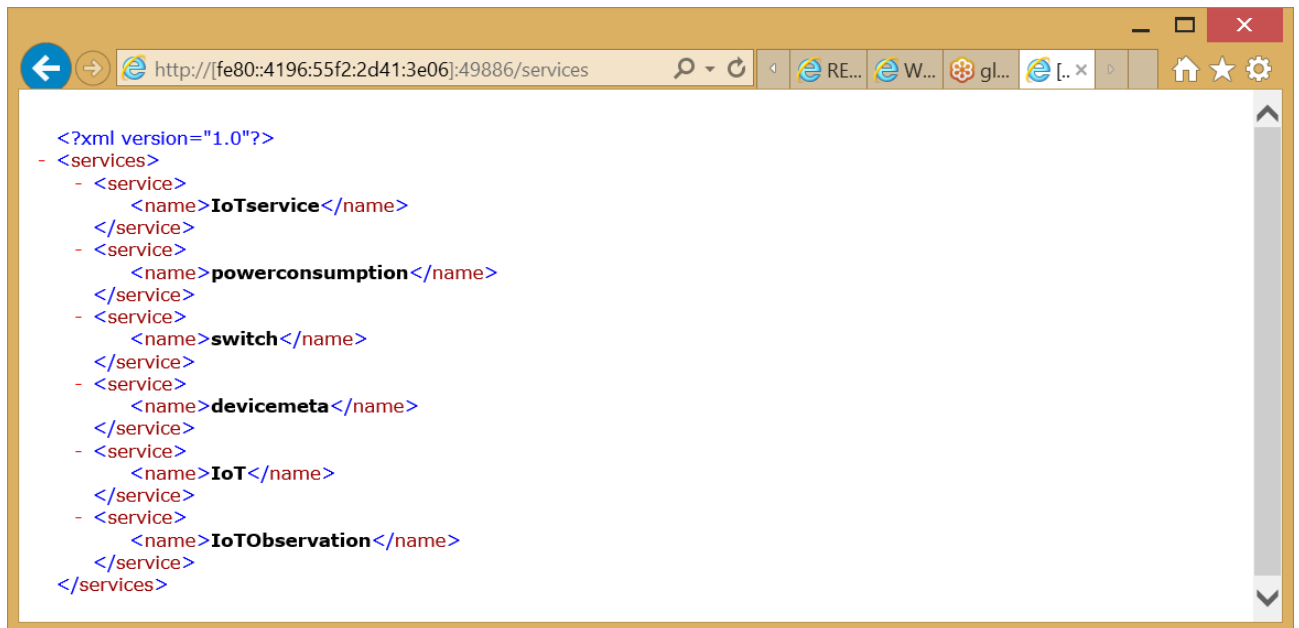 http://[fe80::4196:55f2:2d41:3e06]:49886/services RE... W... gl... [..
<?xml version="1.0"?>
- <services>
- <service>
<name>IoTservice</name>
</service>
- <service>
<name>powerconsumption</name>
</service>
- <service>
<name>switch</name>
</service>
- <service>
<name>devicemeta</name>
</service>
- <service>
<name>IoT</name>
</service>
- <service>
<name>IoTObservation</name>
</service>
</services>